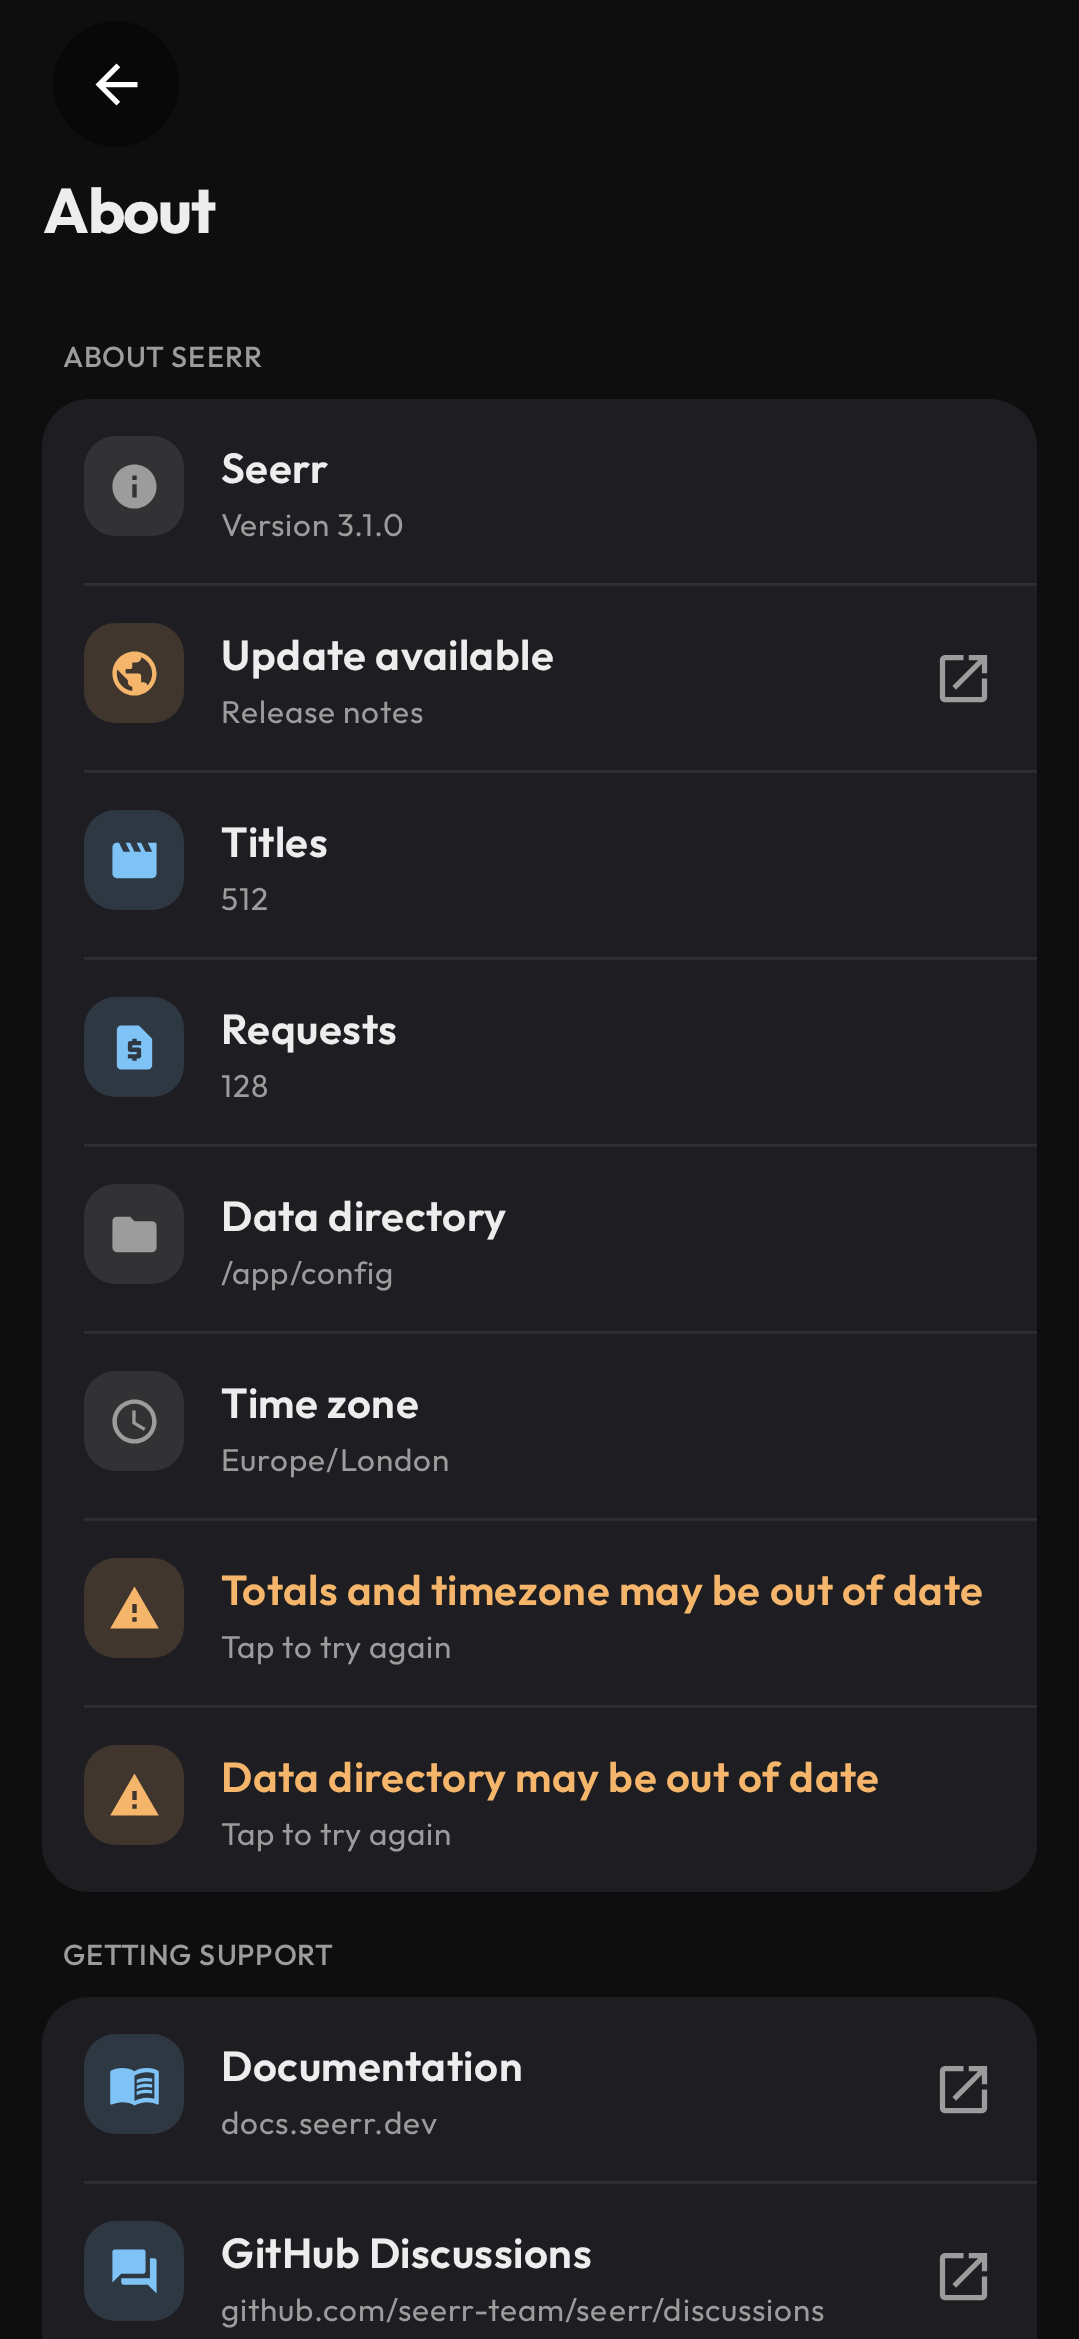 About
ABOUT SEERR
Seerr
Version 3.1.0
Update available
Release notes
Titles
512
Requests
128
Data directory
/app/config
Time zone
Europe/London
Totals and timezone may be out of date
Tap to try again
Data directory may be out of date
Tap to try again
GETTING SUPPORT
Documentation
docs.seerr.dev
GitHub Discussions
github.com/seerr-team/seerr/discussions